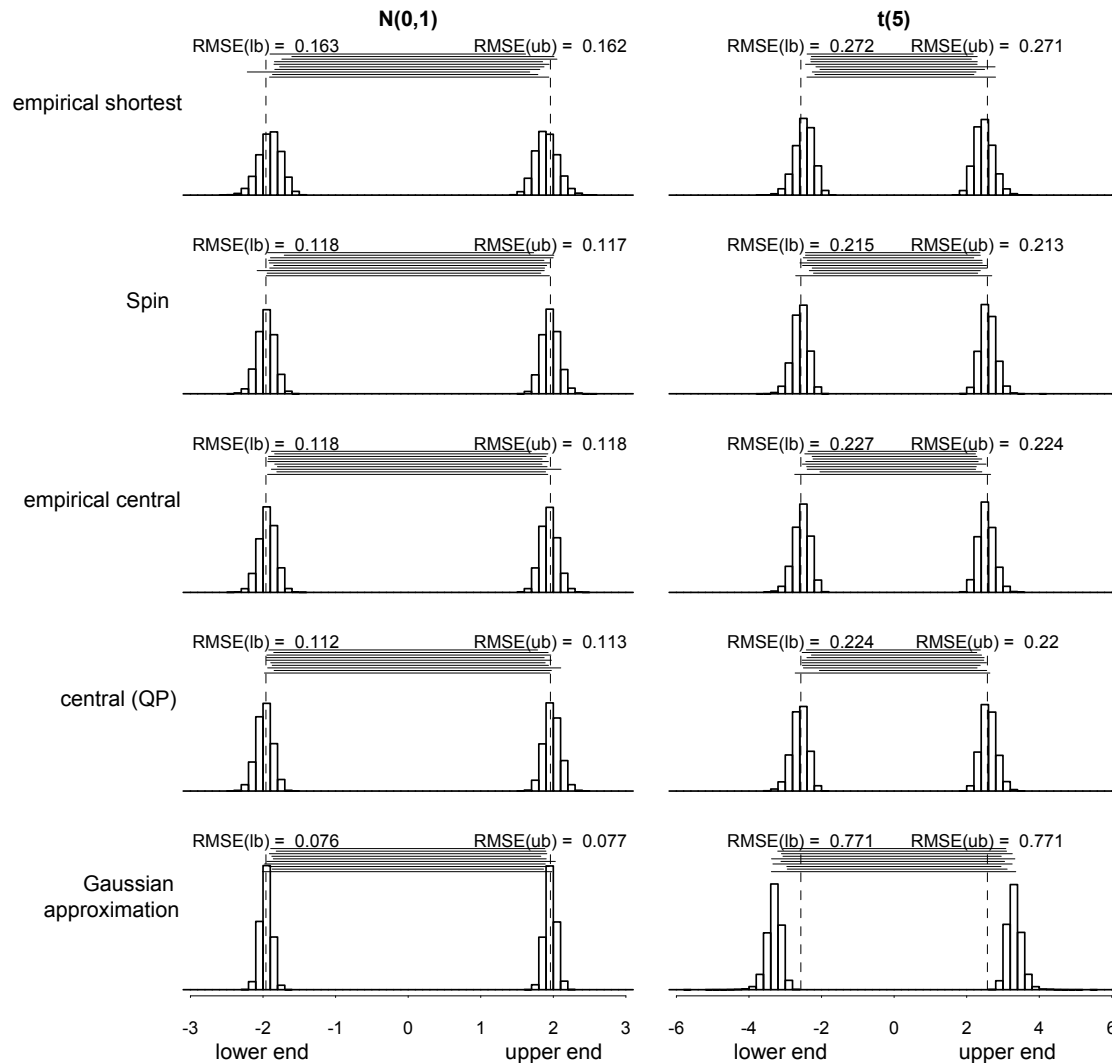 N(0,1) t(5)
RMSE(lb) = 0.163 RMSE(ub) = 0.162 RMSE(lb) = 0.272 RMSE(ub) = 0.271
empirical shortest
RMSE(lb) = 0.118 RMSE(ub) = 0.117 RMSE(lb) = 0.215 RMSE(ub) = 0.213
Spin
RMSE(lb) = 0.118 RMSE(ub) = 0.118 RMSE(lb) = 0.227 RMSE(ub) = 0.224
empirical central
RMSE(lb) = 0.112 RMSE(ub) = 0.113 RMSE(lb) = 0.224 RMSE(ub) = 0.22
central (QP)
RMSE(lb) = 0.076 RMSE(ub) = 0.077 RMSE(lb) = 0.771 RMSE(ub) = 0.771
Gaussian
approximation
-3 -2 -1 0 1 2 3 -6 -4 -2 0 2 4 6
lower end upper end lower end upper end